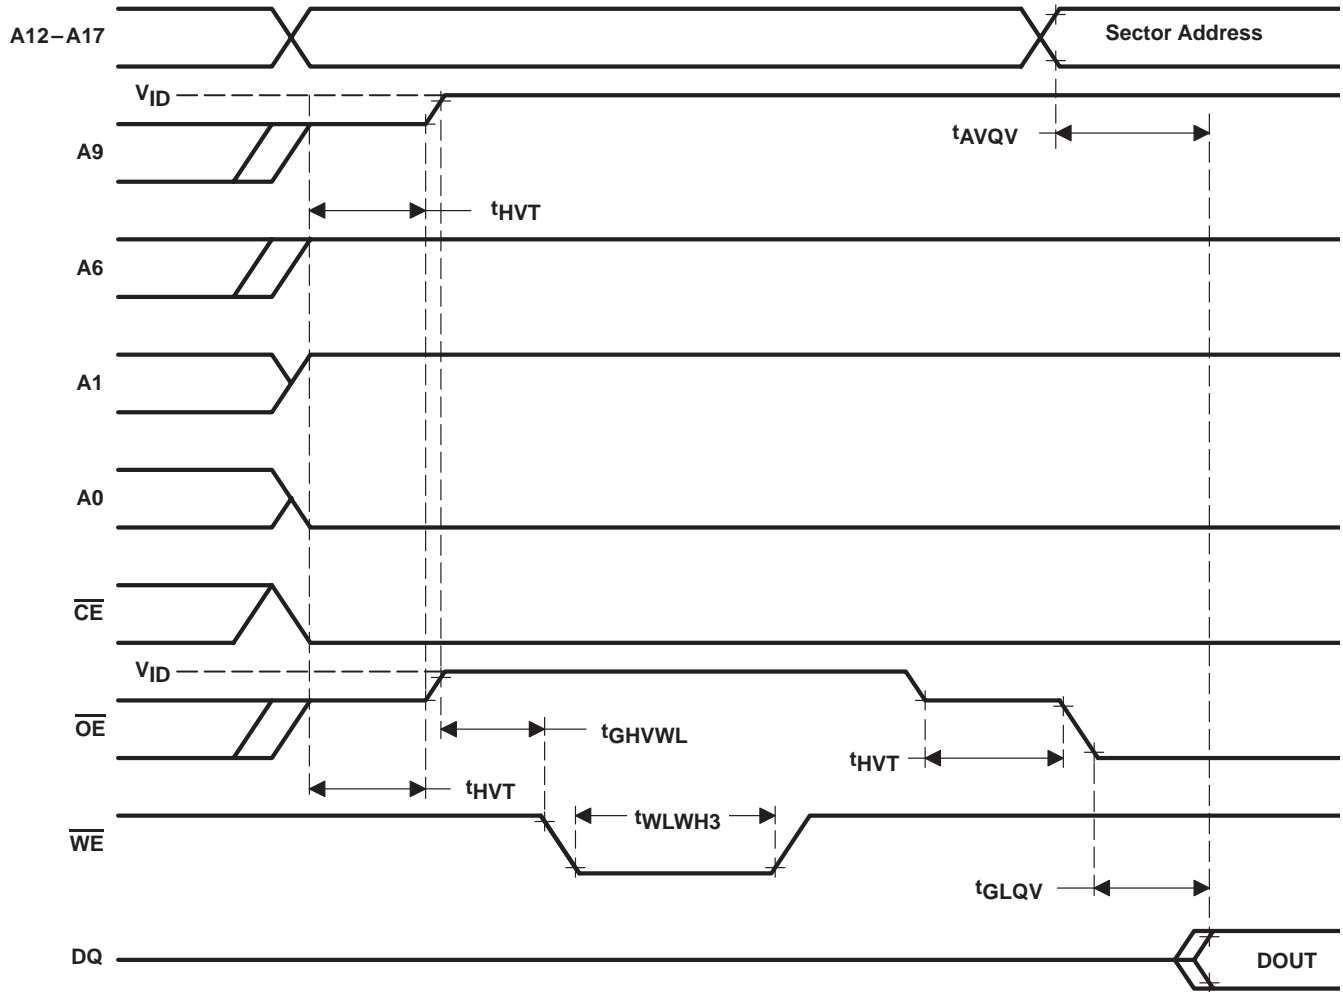 A12–A17
Sector Address
VID
tAVQV
A9
tHVT
A6
A1
A0
CE
VID
OE
tGHVWL
tHVT
tHVT
WE
tWLWH3
tGLQV
DQ
DOUT